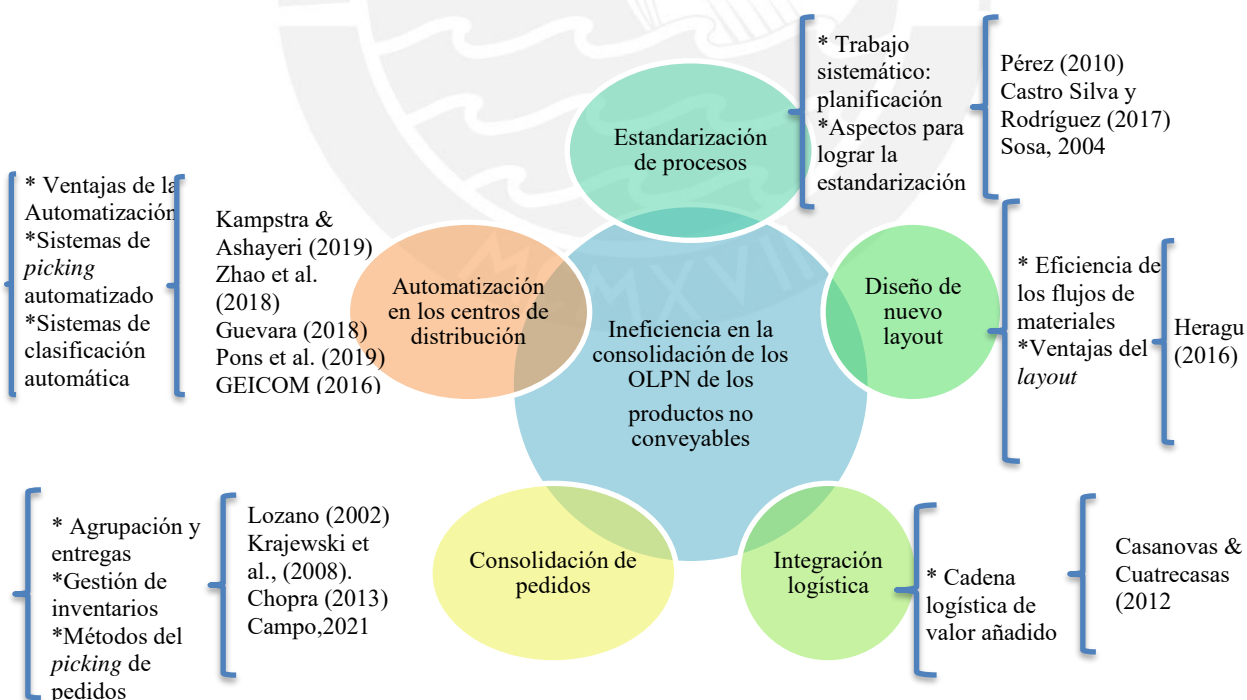 * Trabajo
sistemático:
planificación
*Aspectos para
lograr la
estandarización
Pérez (2010)
Castro Silva y
Rodríguez (2017)
Sosa, 2004
Estandarización
de procesos
* Ventajas de la
Automatización
*Sistemas de
picking
automatizado
*Sistemas de
clasificación
automática
Kampstra &
Ashayeri (2019)
Zhao et al.
(2018)
Guevara (2018)
Pons et al. (2019)
GEICOM (2016)
Automatización
en los centros de
distribución
MCMXVII
Ineficiencia en la
consolidación de los
OLPN de los
productos no
conveyables
Diseño de
nuevo
layout
* Eficiencia de
los flujos de
materiales
*Ventajas del
layout
Heragu
(2016)
* Agrupación y
entregas
*Gestión de
inventarios
*Métodos del
picking de
pedidos
Lozano (2002)
Krajewski et
al., (2008).
Chopra (2013)
Campo,2021
Consolidación de
pedidos
Integración
logística
* Cadena
logística de
valor añadido
Casanovas &
Cuatrecasas
(2012